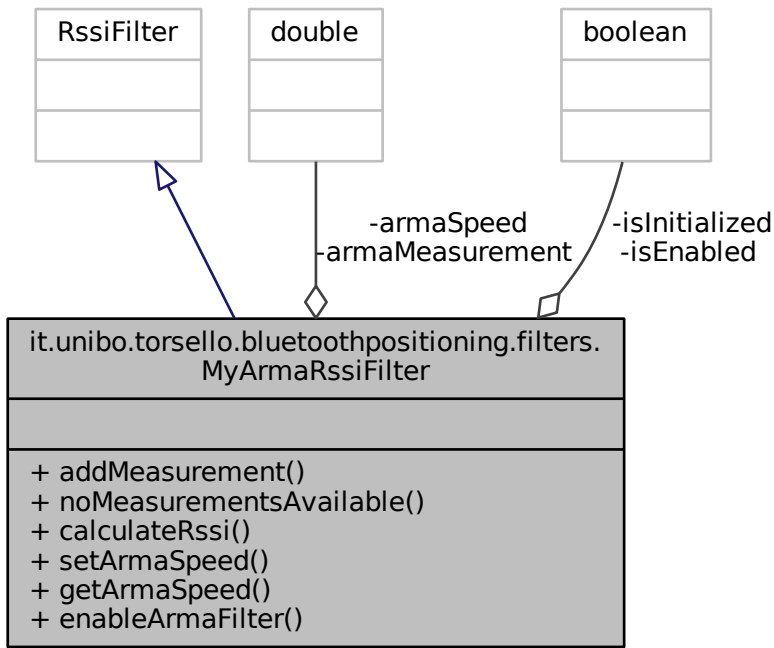 RssiFilter
double
boolean
-armaSpeed
-armaMeasurement
-isInitialized
-isEnabled
it.unibo.torsello.bluetoothpositioning.filters.
MyArmaRssiFilter
+ addMeasurement()
+ noMeasurementsAvailable()
+ calculateRssi()
+ setArmaSpeed()
+ getArmaSpeed()
+ enableArmaFilter()